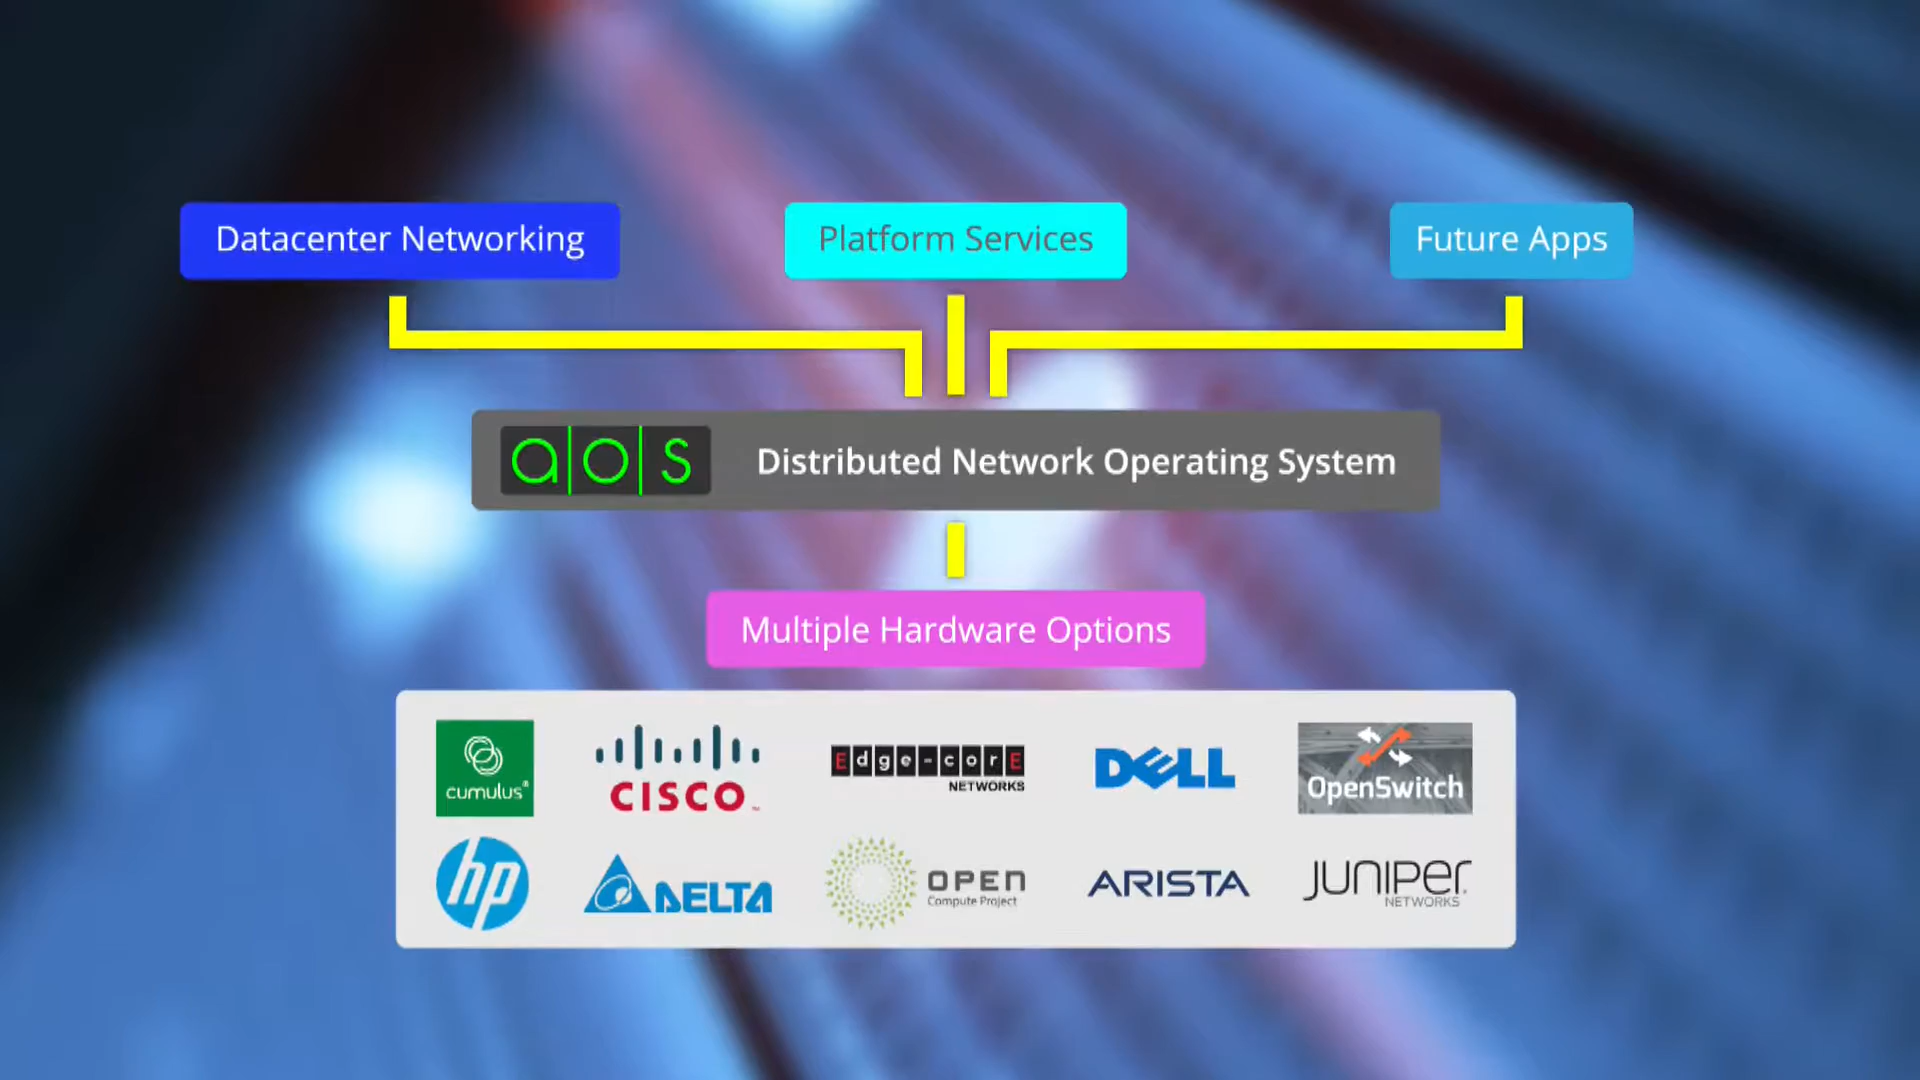 Datacenter Networking
Platform Services
Future Apps
aos Distributed Network Operating System
Multiple Hardware Options
cumulus®
CISCO™
Edge-corE
NETWORKS
DELL
OpenSwitch
hp
DELTA
OPEN
Compute Project
ARISTA
JUNIPER
NETWORKS